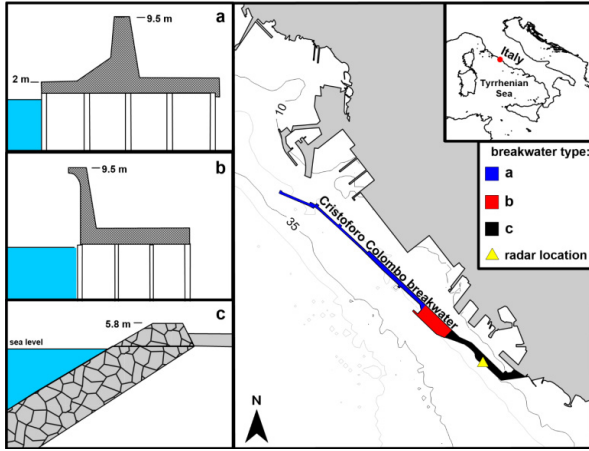 a
9.5 m
2 m
b
9.5 m
c
5.8 m
sea level
10
35
Cristoforo Colombo breakwater
N
Italy
Tyrrhenian
Sea
breakwater type:
a
b
c
radar location